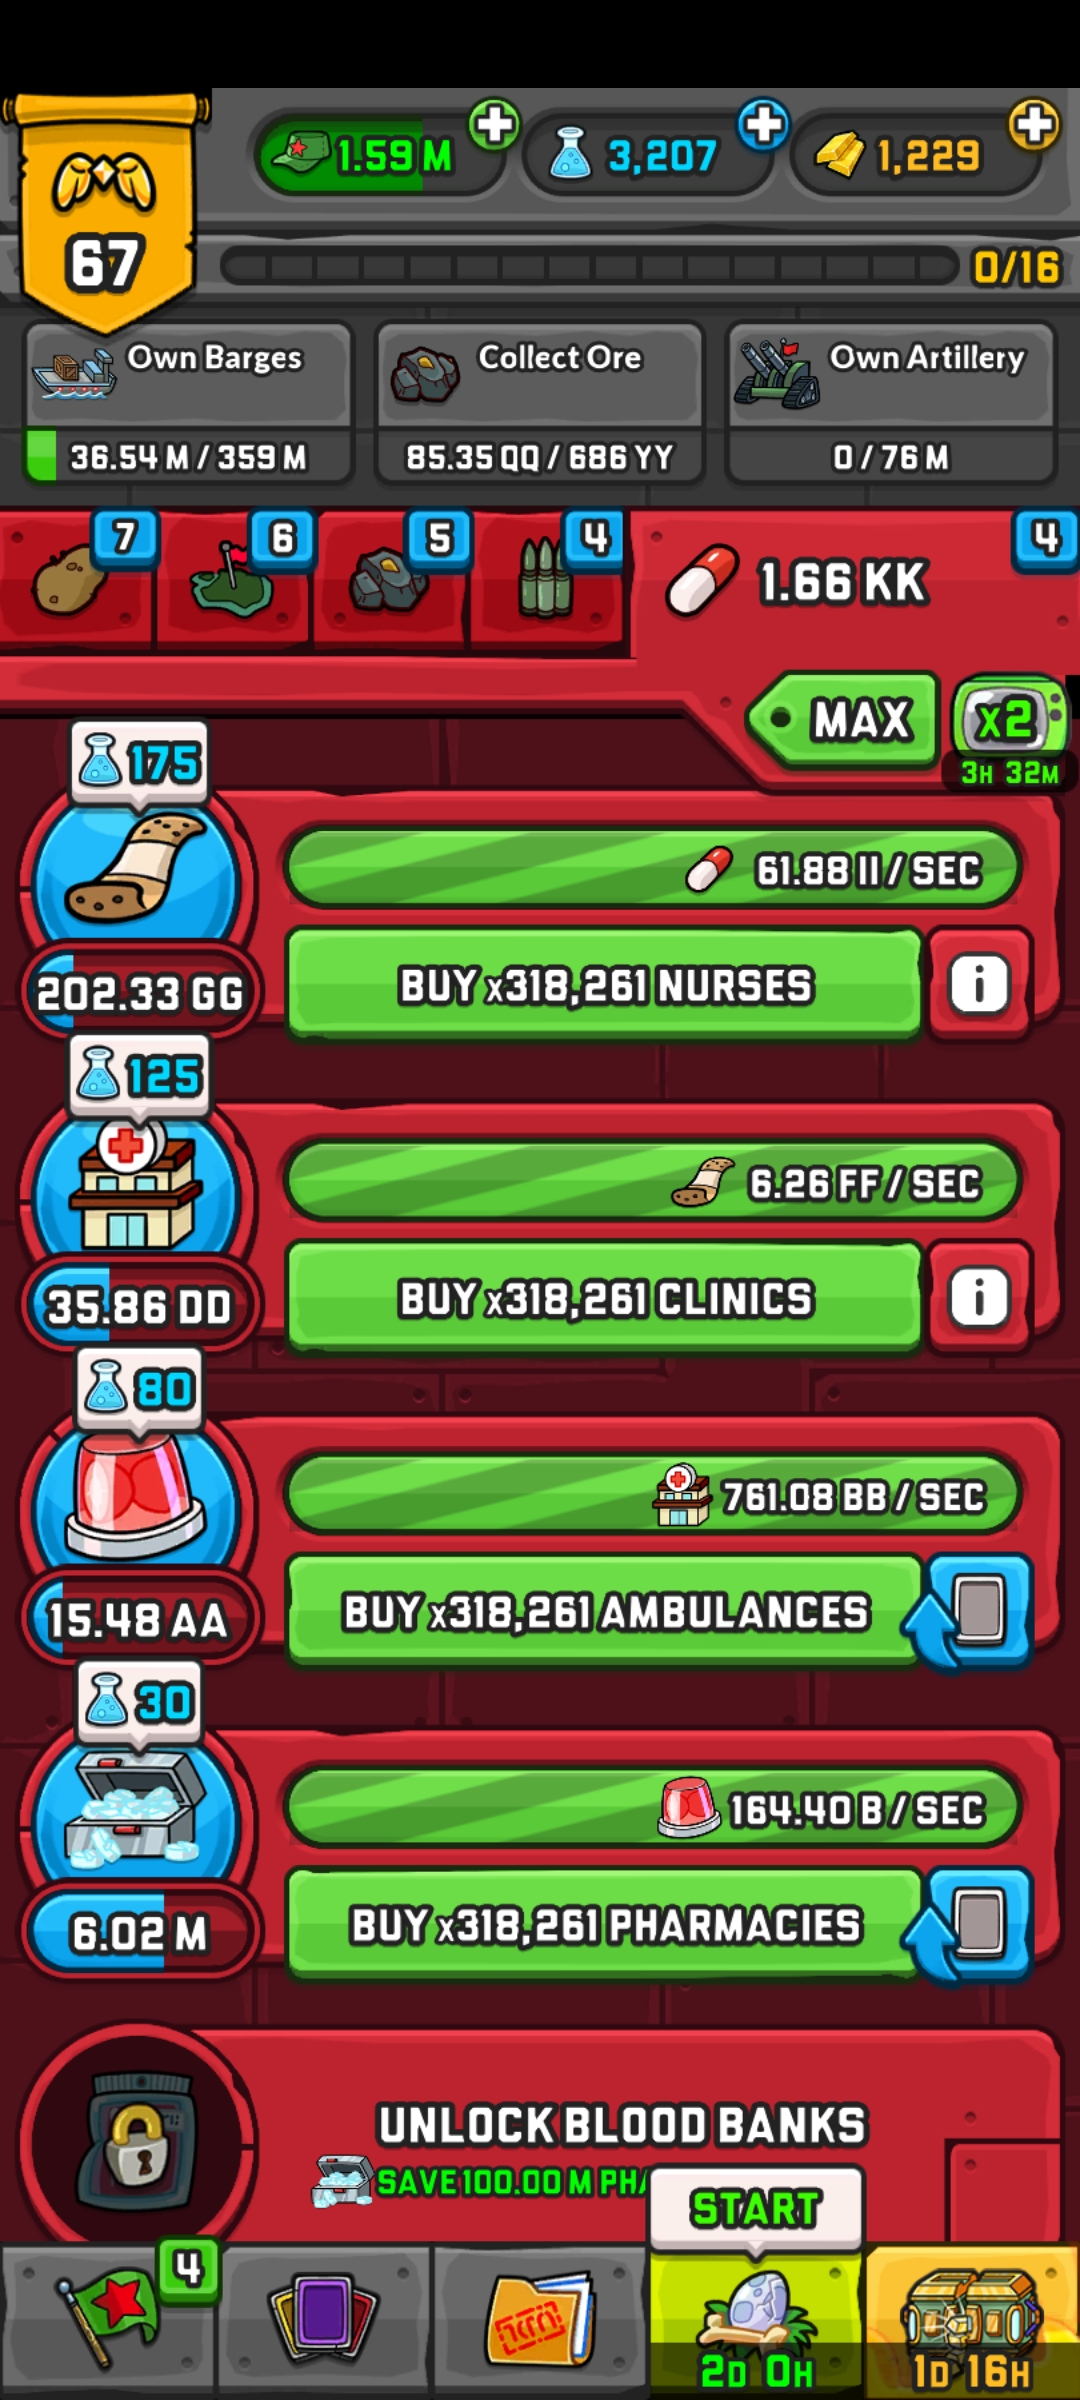 1.59 M
3,207
1,229
67
0/16
Own Barges
36.54 M / 359 M
Collect Ore
85.35 QQ / 686 YY
Own Artillery
0 / 76 M
7
6
5
4
1.66 KK
4
MAX
x2
3H 32M
175
61.88 II / SEC
202.33 GG
BUY x318,261 NURSES
i
125
6.26 FF / SEC
35.86 DD
BUY x318,261 CLINICS
i
80
761.08 BB / SEC
15.48 AA
BUY x318,261 AMBULANCES
30
164.40 B / SEC
6.02 M
BUY x318,261 PHARMACIES
UNLOCK BLOOD BANKS
SAVE 100.00 M PHA
START
4
2D 0H
1D 16H